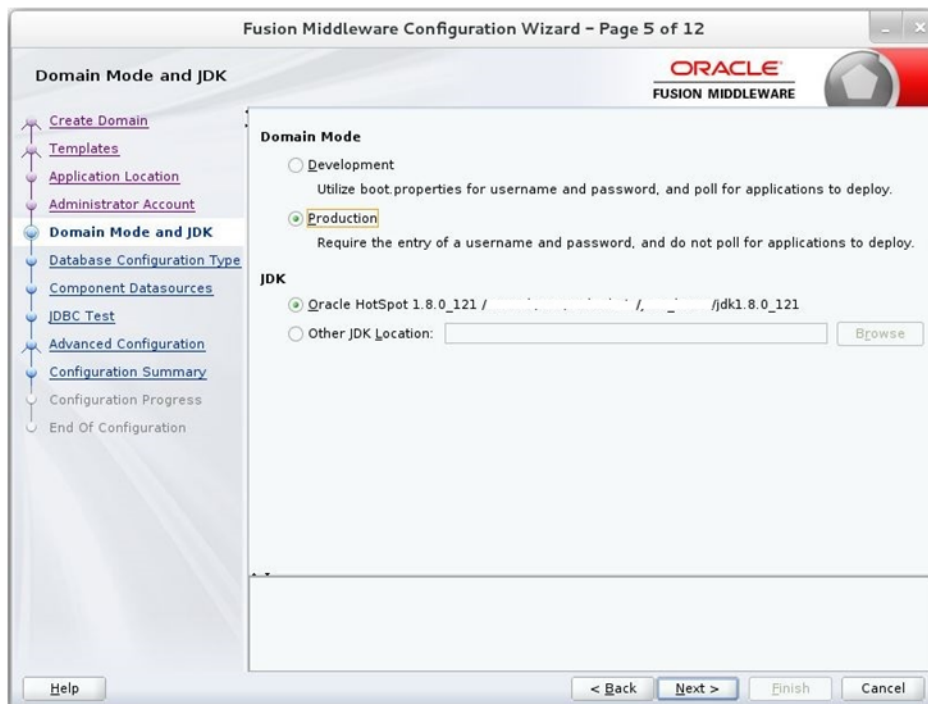 Fusion Middleware Configuration Wizard – Page 5 of 12
Domain Mode and JDK
ORACLE
FUSION MIDDLEWARE
Create Domain
Templates
Application Location
Administrator Account
Domain Mode and JDK
Database Configuration Type
Component Datasources
JDBC Test
Advanced Configuration
Configuration Summary
Configuration Progress
End Of Configuration
Domain Mode
Development
Utilize boot.properties for username and password, and poll for applications to deploy.
Production
Require the entry of a username and password, and do not poll for applications to deploy.
JDK
Oracle HotSpot 1.8.0_121 / /jdk1.8.0_121
Other JDK Location:
Browse
Help
< Back
Next >
Finish
Cancel